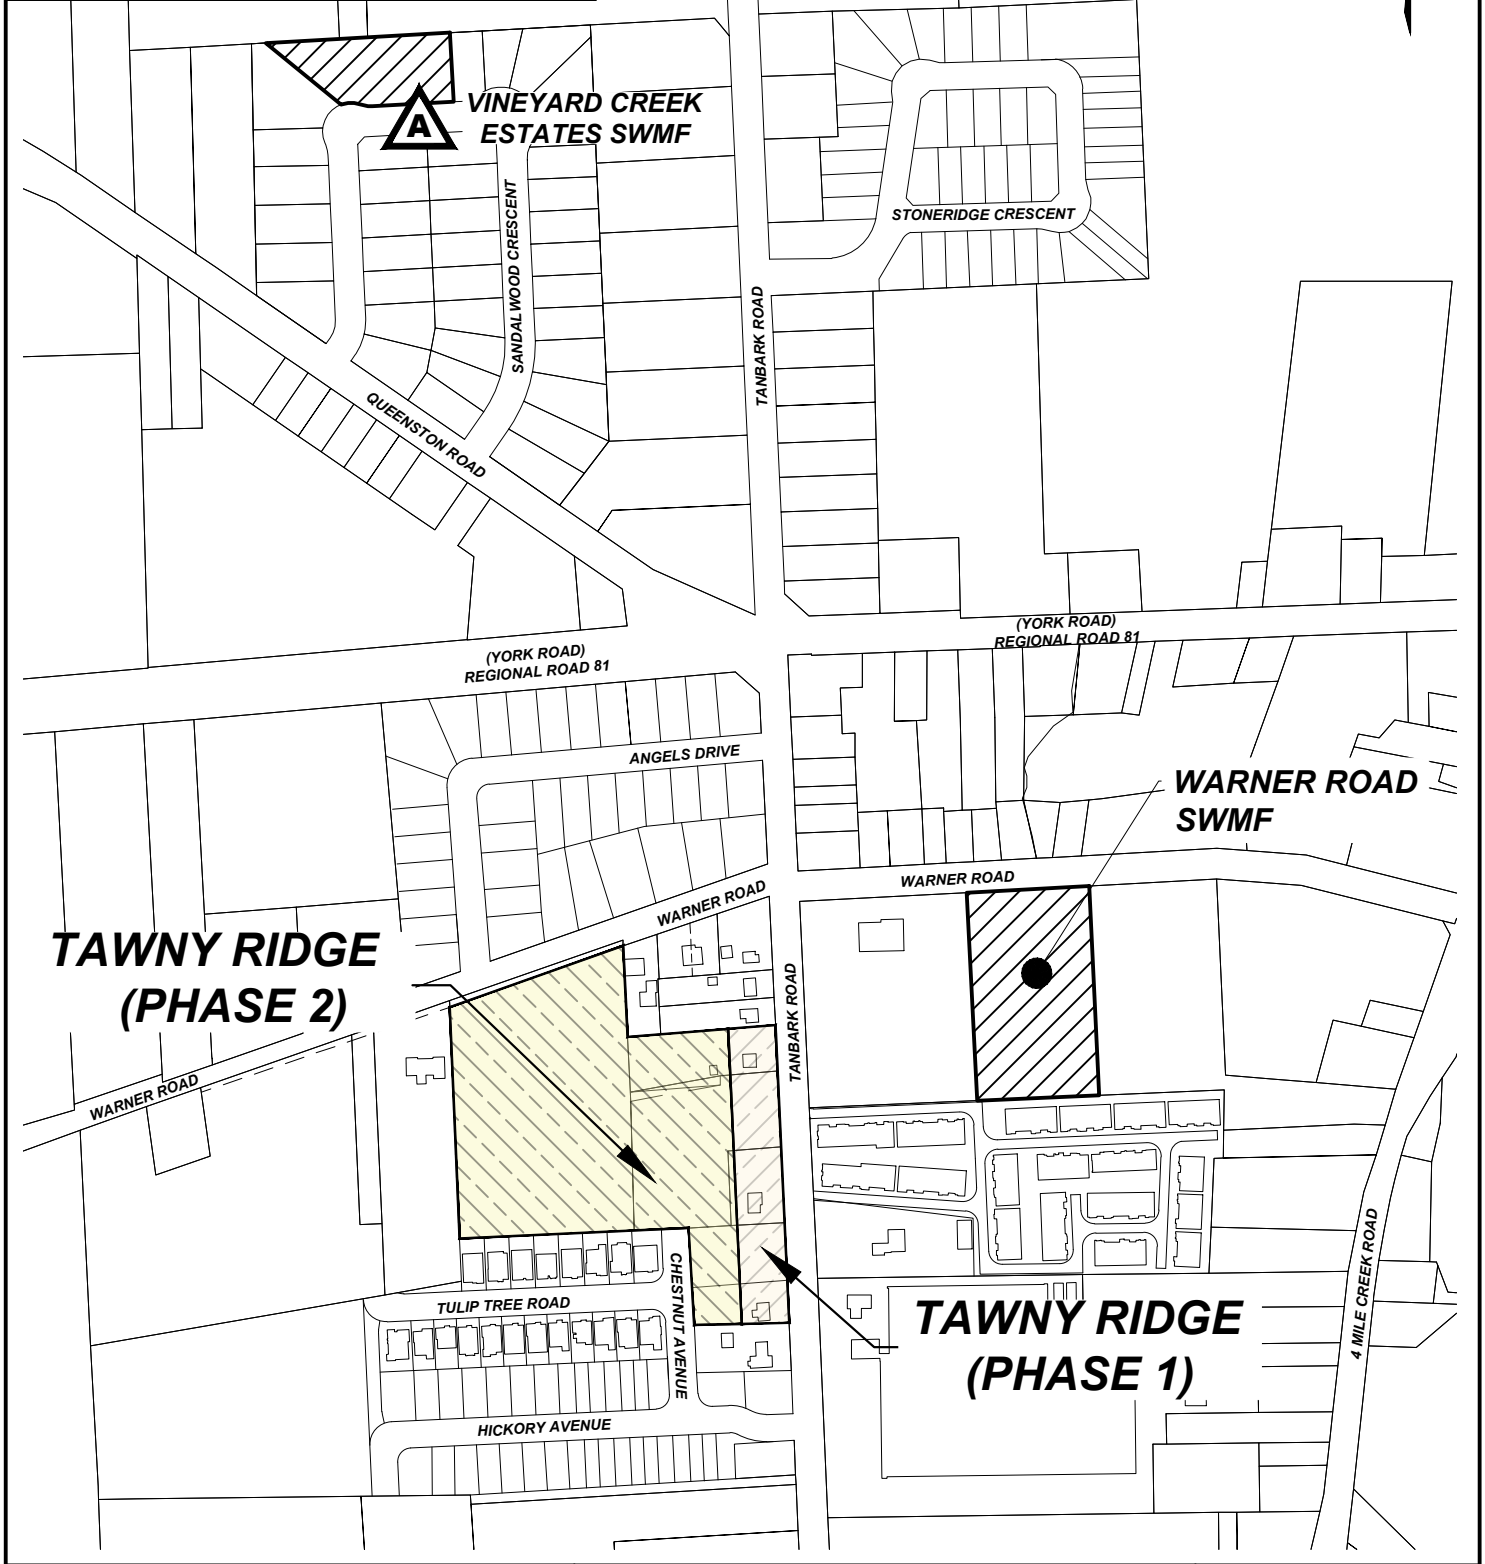 VINEYARD CREEK
ESTATES SWMF
A
STONERIDGE CRESCENT
SANDALWOOD CRESCENT
TANBARK ROAD
QUEENSTON ROAD
(YORK ROAD)
REGIONAL ROAD 81
(YORK ROAD)
REGIONAL ROAD 81
ANGELS DRIVE
WARNER ROAD
SWMF
WARNER ROAD
WARNER ROAD
TAWNY RIDGE
(PHASE 2)
TANBARK ROAD
WARNER ROAD
CHESTNUT AVENUE
TULIP TREE ROAD
4 MILE CREEK ROAD
TAWNY RIDGE
(PHASE 1)
HICKORY AVENUE